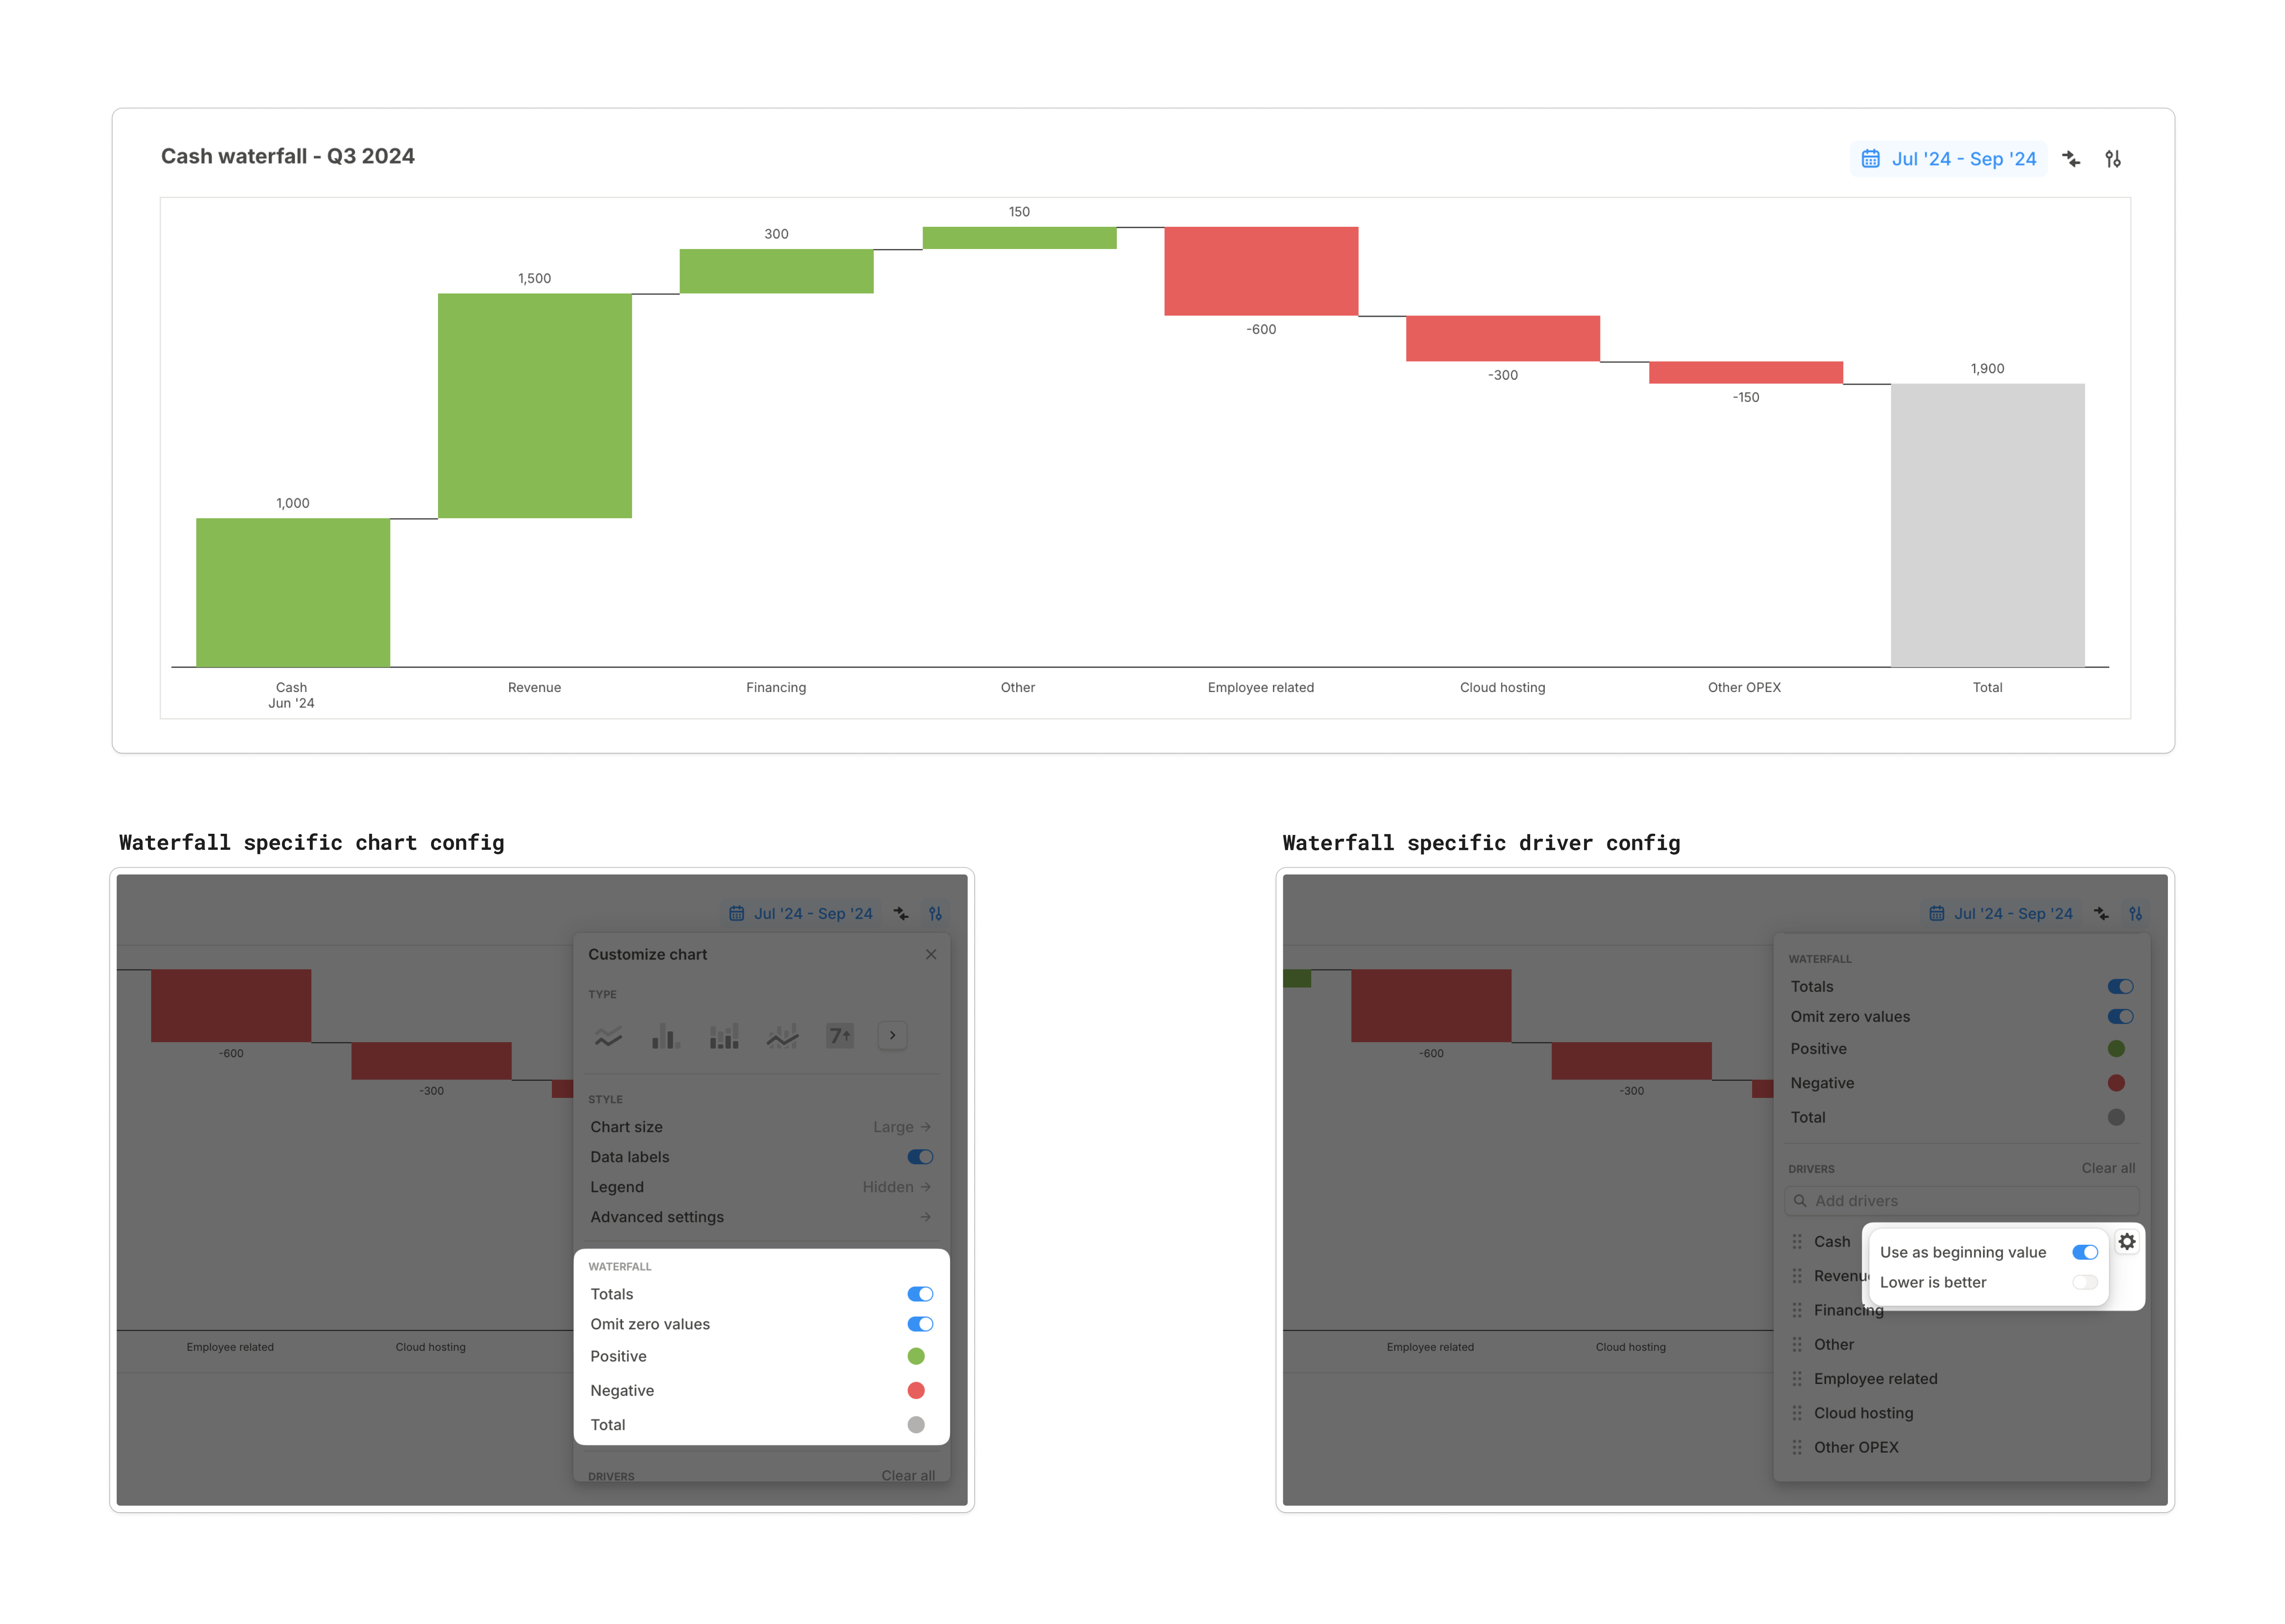 Cash waterfall - Q3 2024
Jul '24 - Sep '24
150
300
1,500
-600
1,900
-300
-150
1,000
Cash
Jun '24
Revenue
Financing
Other
Employee related
Cloud hosting
Other OPEX
Total
Waterfall specific chart config
Jul '24 - Sep '24
Customize chart
TYPE
7
STYLE
Chart size Large
Data labels
Legend Hidden
Advanced settings
WATERFALL
Totals
Omit zero values
Positive
Negative
Total
DRIVERS Clear all
-600
-300
Employee related
Cloud hosting
Waterfall specific driver config
Jul '24 - Sep '24
WATERFALL
Totals
Omit zero values
Positive
Negative
Total
DRIVERS Clear all
Add drivers
Cash
Use as beginning value
Revenu
Lower is better
Financing
Other
Employee related
Cloud hosting
Other OPEX
-600
-300
Employee related
Cloud hosting